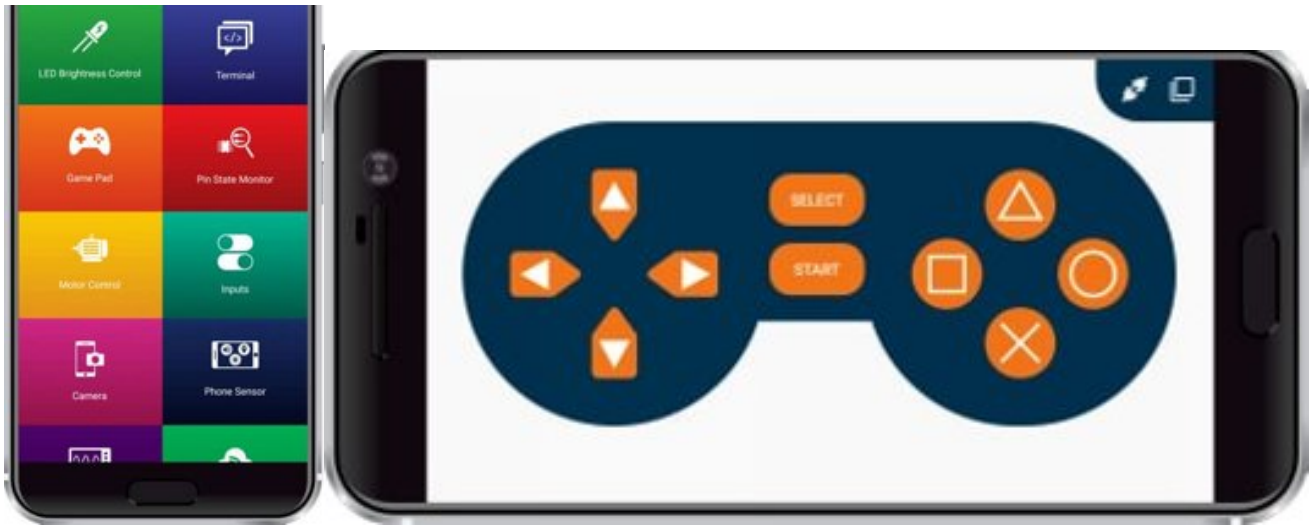 LED Brightness Control
Terminal
</>
Game Pad
Pin State Monitor
Motor Control
Inputs
Camera
Phone Sensor
SELECT
START